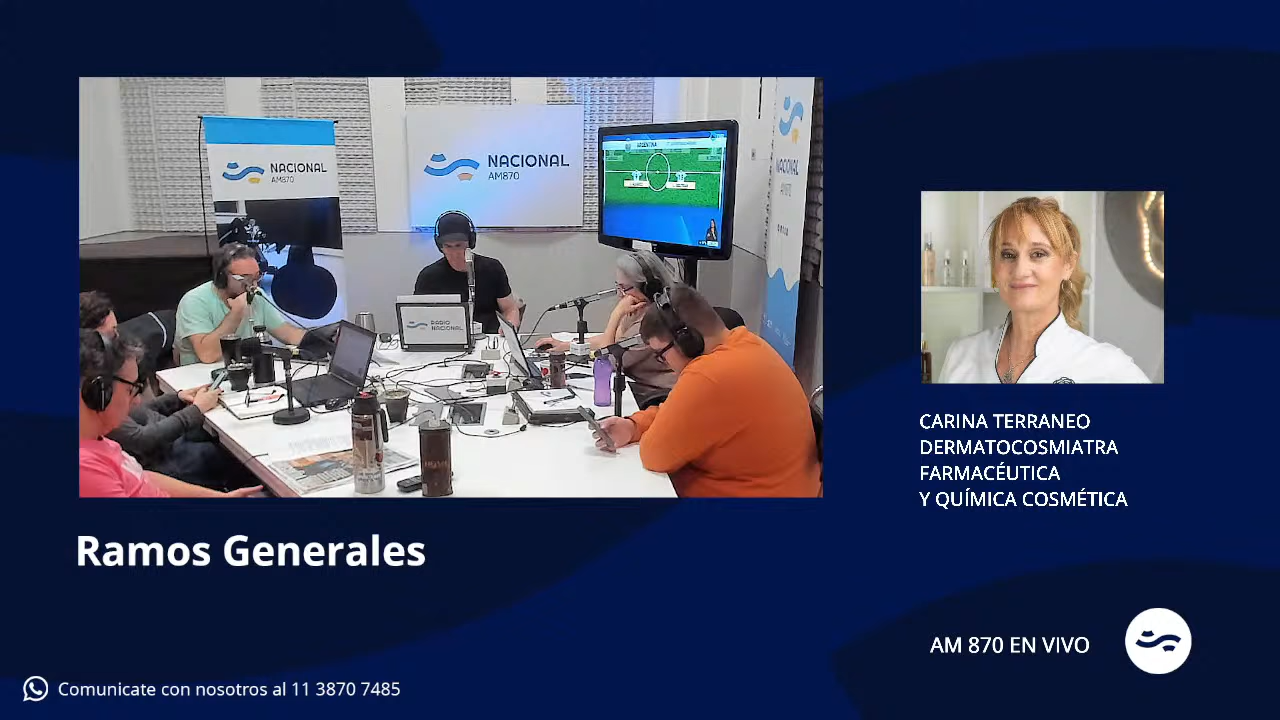 NACIONAL
AM870
NACIONAL
AM870
ARGENTINA
NACIONAL
RADIO
NACIONAL
CARINA TERRANEO
DERMATOCOSMIATRA
FARMACÉUTICA
Y QUÍMICA COSMÉTICA
Ramos Generales
AM 870 EN VIVO
Comunicate con nosotros al 11 3870 7485